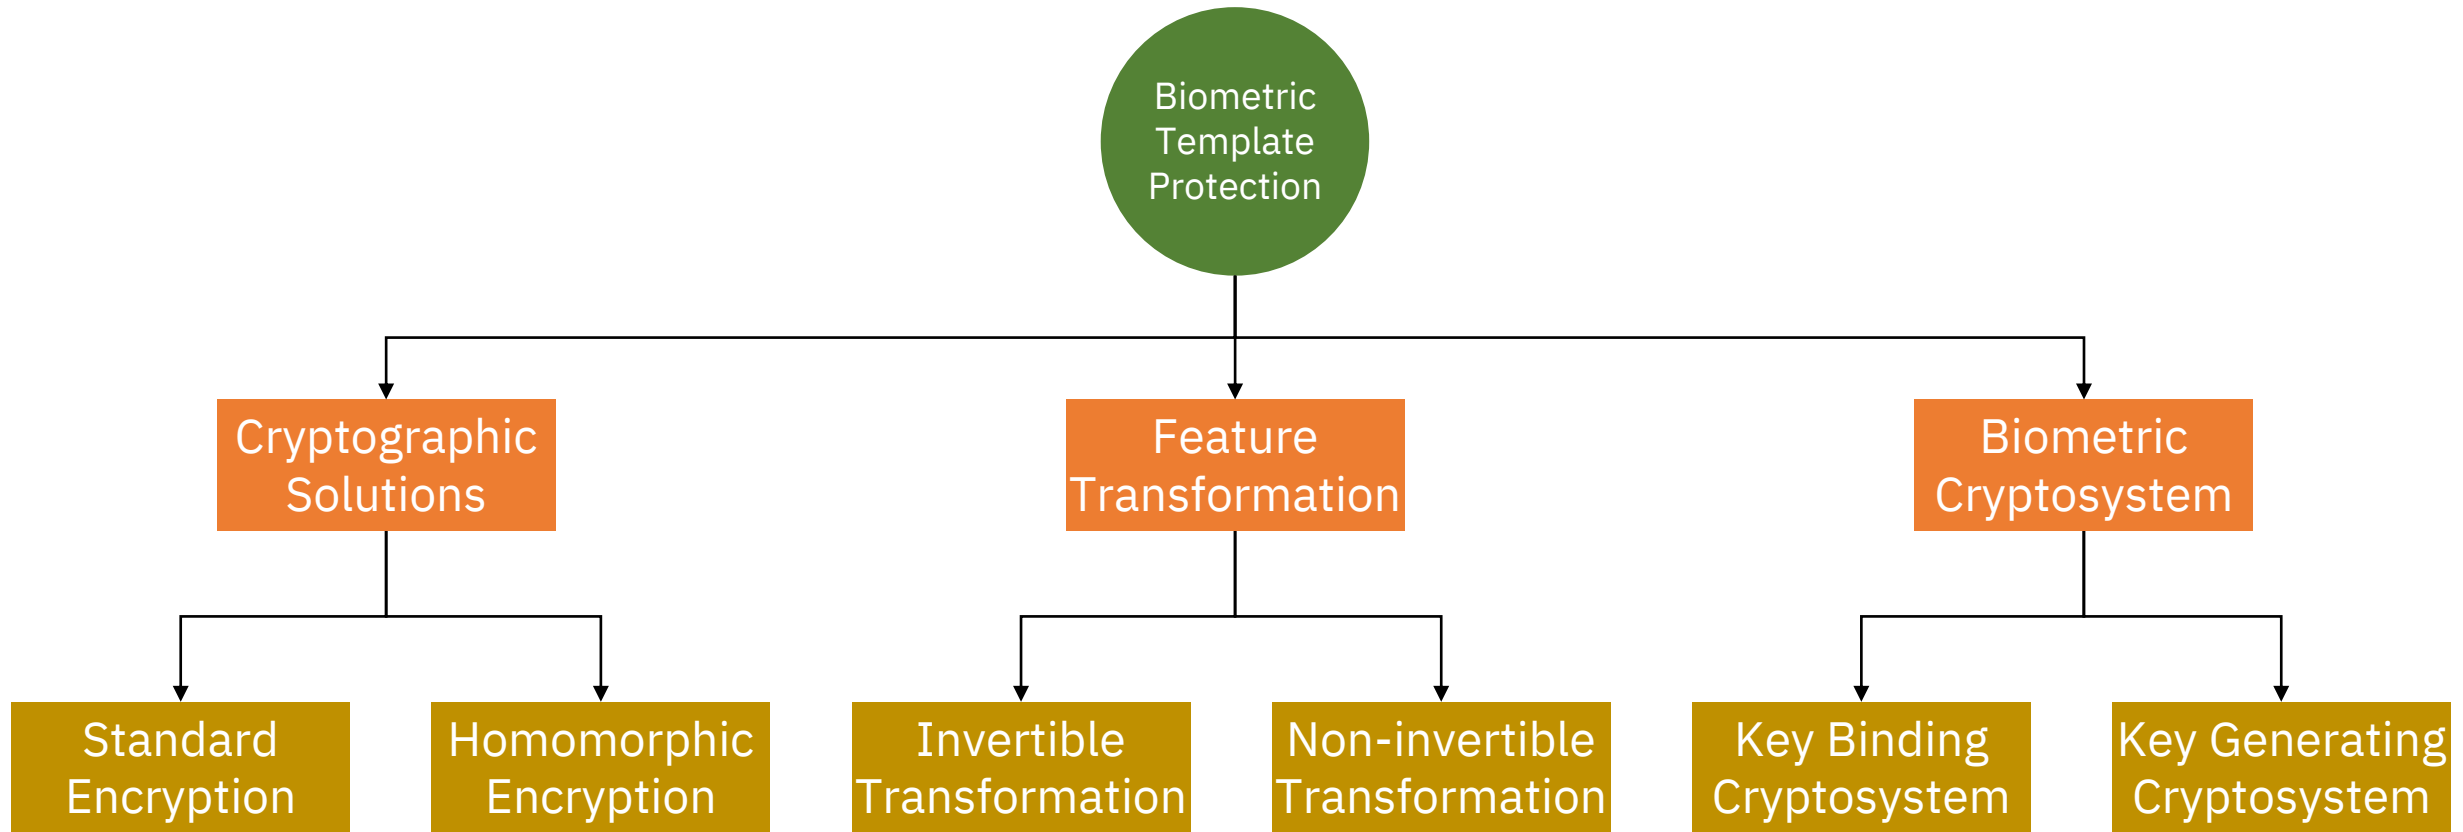 Biometric
Template
Protection
Cryptographic
Solutions
Feature
Transformation
Biometric
Cryptosystem
Standard
Encryption
Homomorphic
Encryption
Invertible
Transformation
Non-invertible
Transformation
Key Binding
Cryptosystem
Key Generating
Cryptosystem